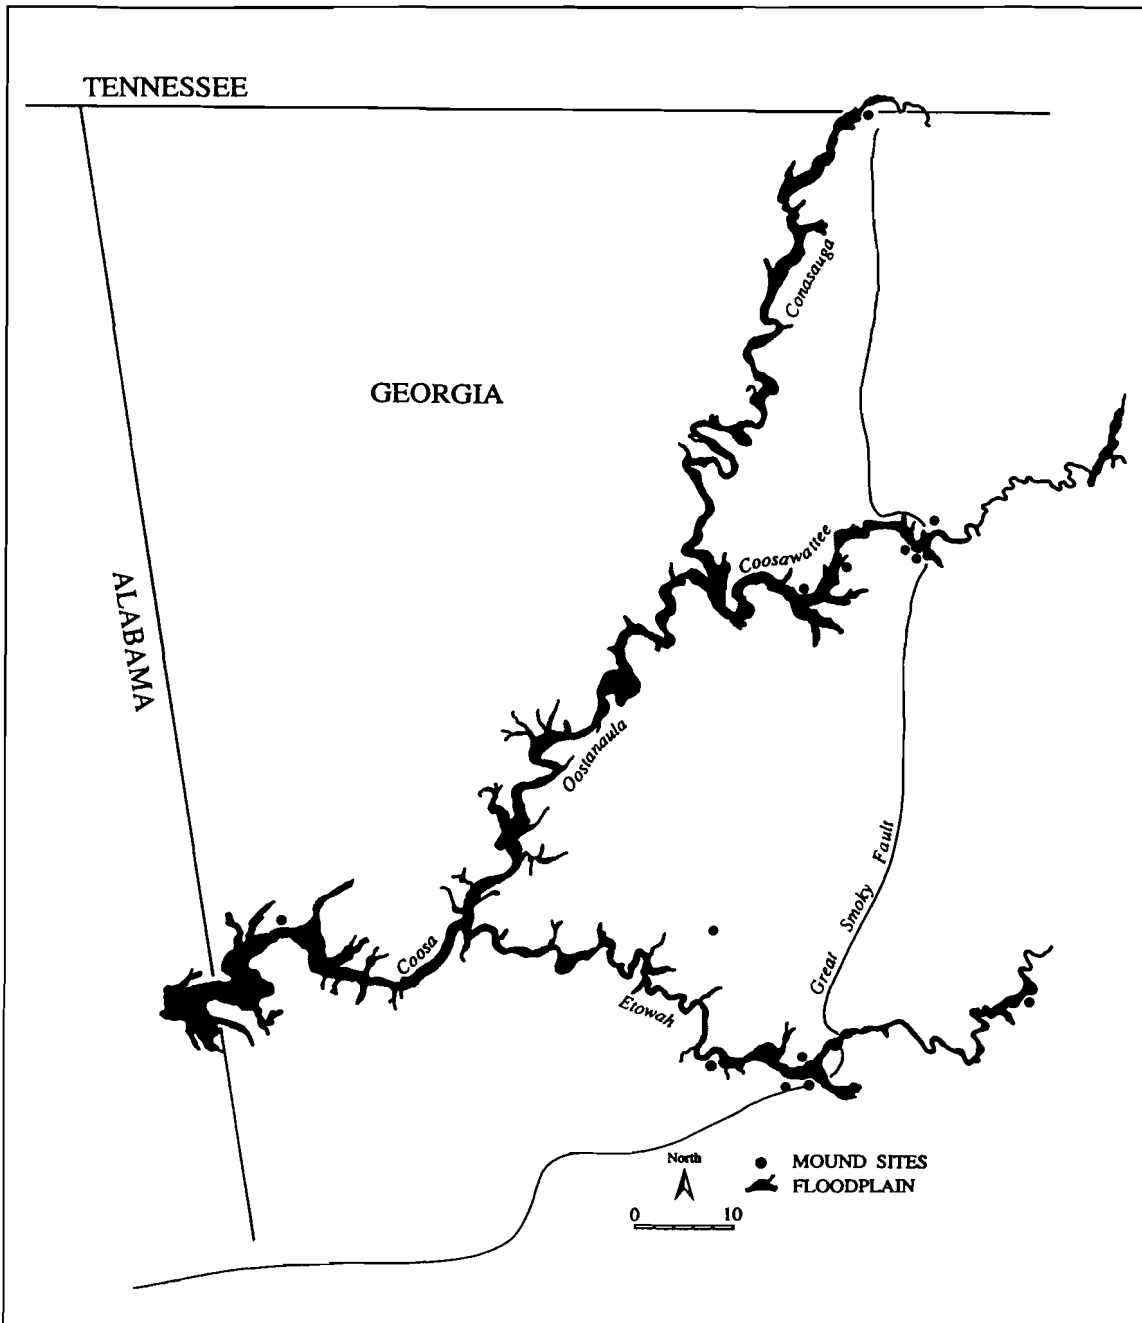 TENNESSEE
Conasauga
GEORGIA
Coosawattee
ALABAMA
Oostanaula
Great Smoky Fault
Coosa
Etowah
North
MOUND SITES
FLOODPLAIN
0 10